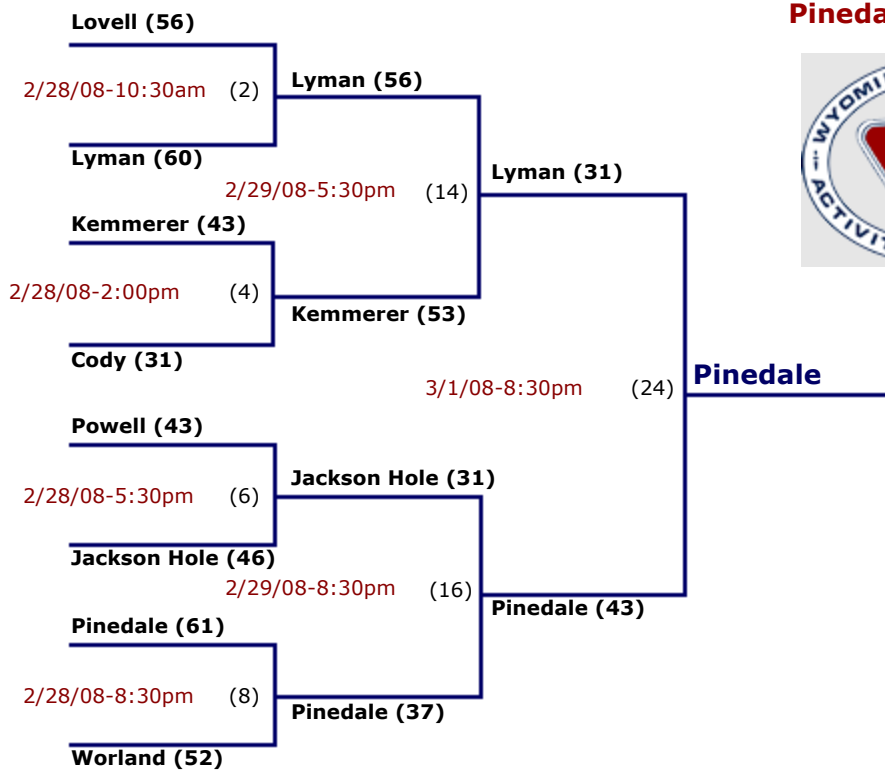 Lovell (56)
2/28/08-10:30am (2)
Lyman (60)
Lyman (56)
2/29/08-5:30pm (14)
Kemmerer (43)
2/28/08-2:00pm (4)
Cody (31)
Kemmerer (53)
Lyman (31)
3/1/08-8:30pm (24)
Pinedale
Powell (43)
2/28/08-5:30pm (6)
Jackson Hole (46)
Jackson Hole (31)
2/29/08-8:30pm (16)
Pinedale (61)
2/28/08-8:30pm (8)
Worland (52)
Pinedale (37)
Pinedale (43)